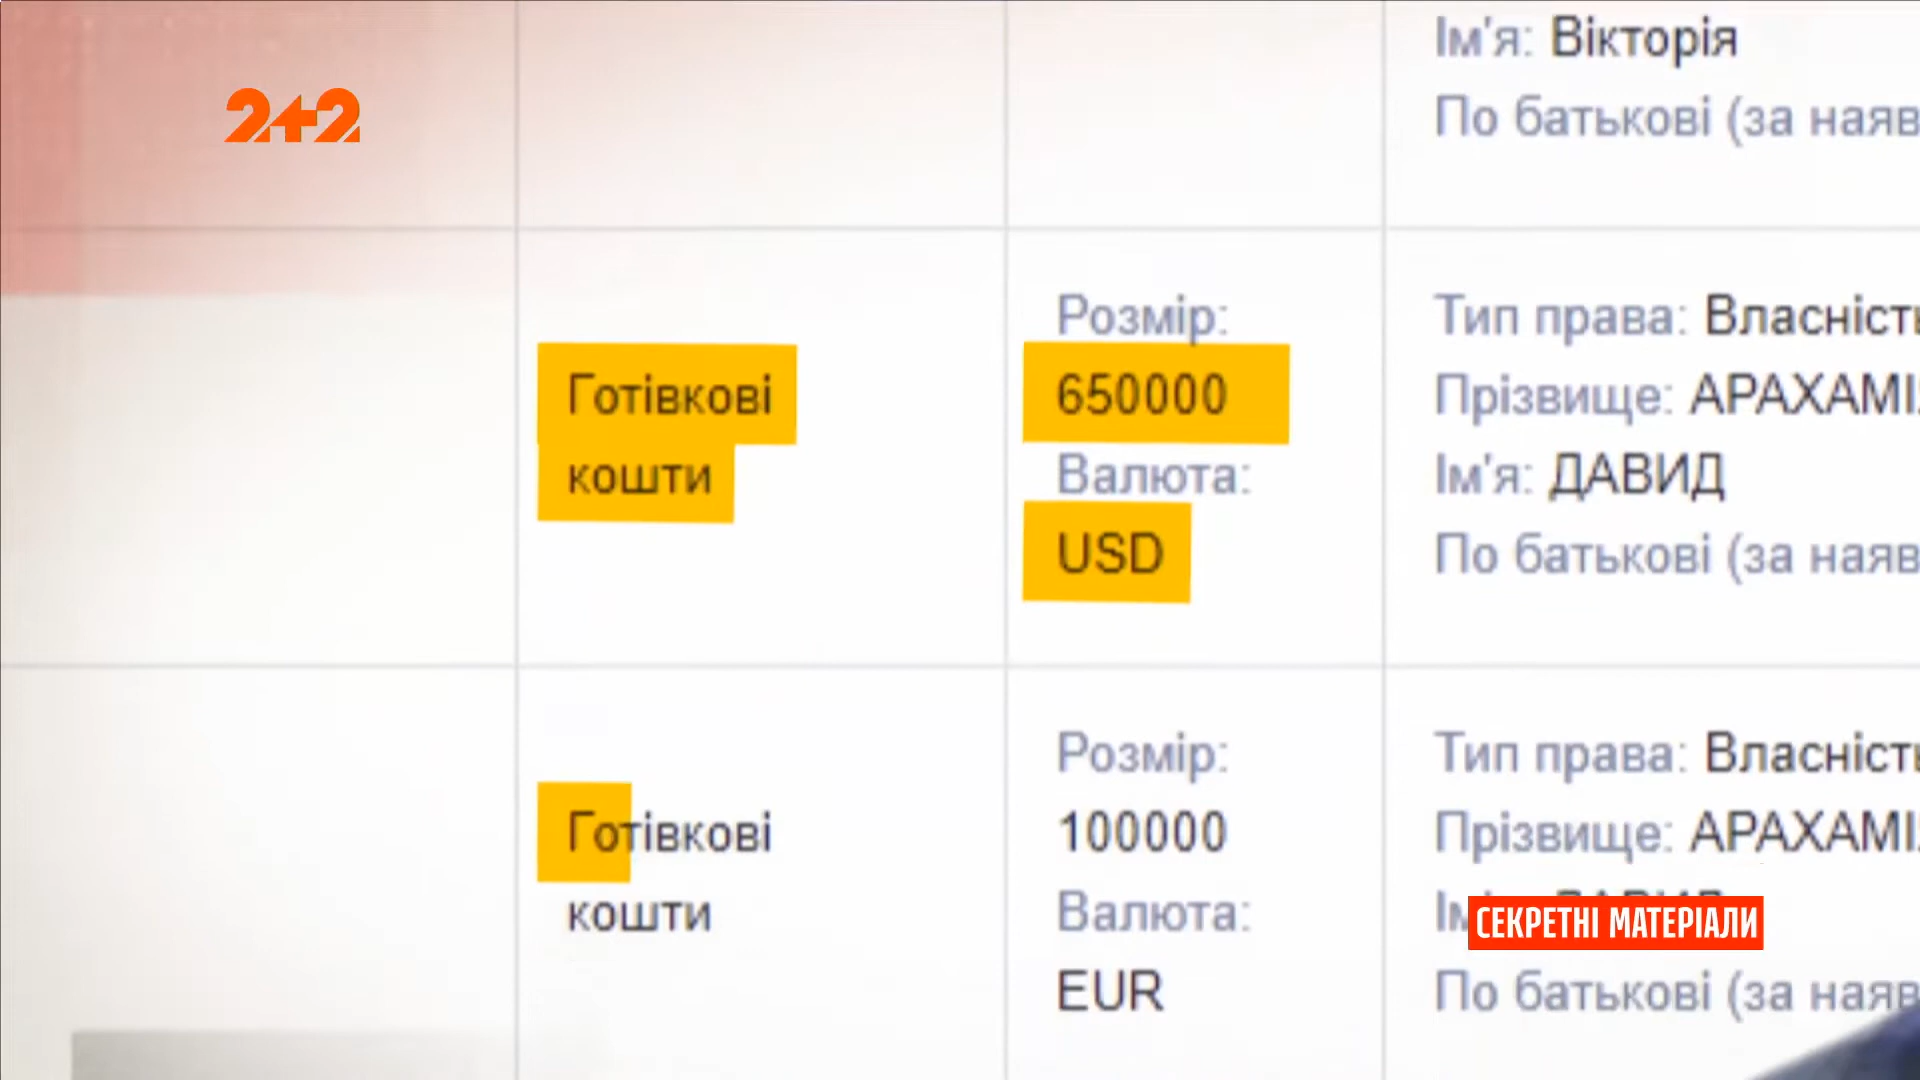 2+2
Ім'я: Вікторія
По батькові (за наяв
Готівкові
кошти
Розмір:
650000
Валюта:
USD
Тип права: Власніст
Прізвище: АРАХАМІ
Ім'я: ДАВИД
По батькові (за наяв
Готівкові
кошти
Розмір:
100000
Валюта:
EUR
Тип права: Власніст
Прізвище: АРАХАМІ
СЕКРЕТНІ МАТЕРІАЛИ
По батькові (за наяв